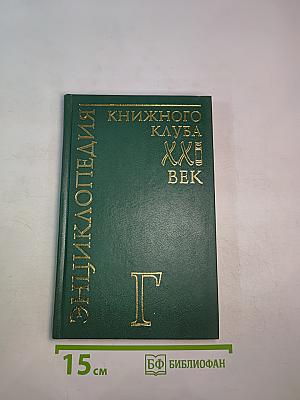 ЭНЦИКЛОПЕДИЯ
КНИЖНОГО
КЛУБА
XXI
ВЕК
Г
15 см
БФ БИБЛИОФАН